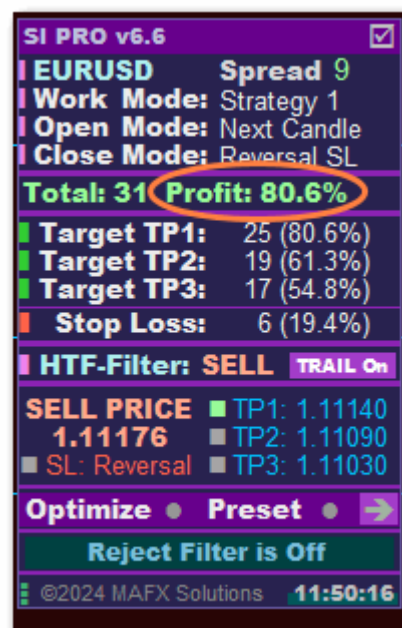 SI PRO v6.6
EURUSD Spread 9
Work Mode: Strategy 1
Open Mode: Next Candle
Close Mode: Reversal SL
Total: 31 Profit: 80.6%
Target TP1: 25 (80.6%)
Target TP2: 19 (61.3%)
Target TP3: 17 (54.8%)
Stop Loss: 6 (19.4%)
HTF-Filter: SELL TRAIL On
SELL PRICE TP1: 1.11140
1.11176 TP2: 1.11090
SL: Reversal TP3: 1.11030
Optimize Preset
Reject Filter is Off
©2024 MAFX Solutions 11:50:16